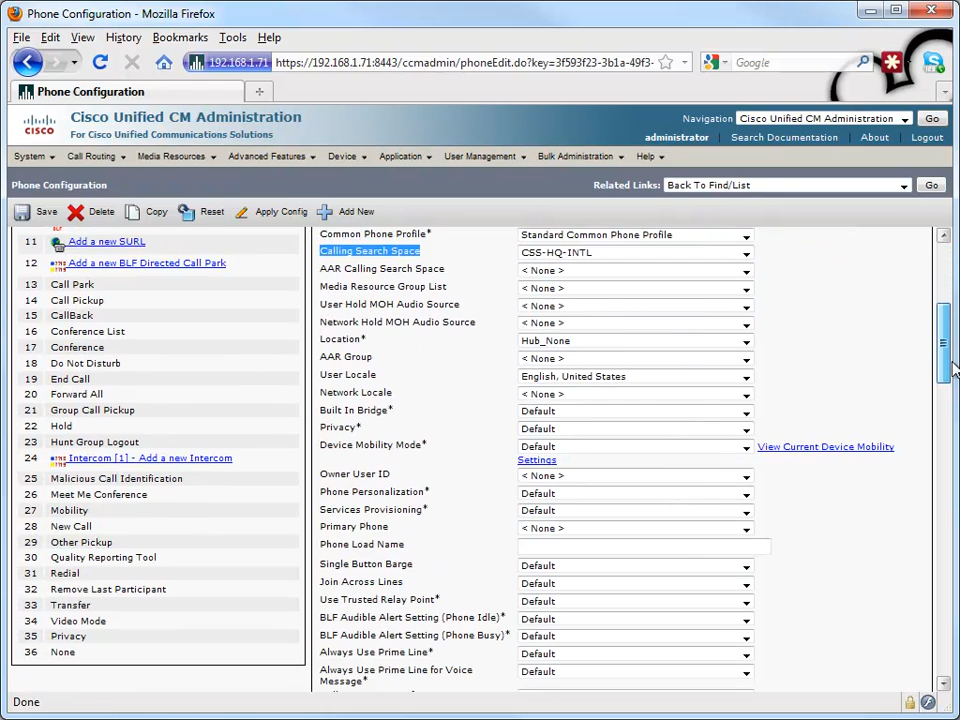 Phone Configuration - Mozilla Firefox
File Edit View History Bookmarks Tools Help
192.168.1.71 https://192.168.1.71:8443/ccmadmin/phoneEdit.do?key=3f593f23-3b1a-49f3- Google
Phone Configuration
cisco
Cisco Unified CM Administration
For Cisco Unified Communications Solutions
Navigation Cisco Unified CM Administration Go
administrator Search Documentation About Logout
System Call Routing Media Resources Advanced Features Device Application User Management Bulk Administration Help
Phone Configuration Related Links: Back To Find/List Go
Save Delete Copy Reset Apply Config Add New
11 Add a new SURL
12 Add a new BLF Directed Call Park
13 Call Park
14 Call Pickup
15 CallBack
16 Conference List
17 Conference
18 Do Not Disturb
19 End Call
20 Forward All
21 Group Call Pickup
22 Hold
23 Hunt Group Logout
24 Intercom [1] - Add a new Intercom
25 Malicious Call Identification
26 Meet Me Conference
27 Mobility
28 New Call
29 Other Pickup
30 Quality Reporting Tool
31 Redial
32 Remove Last Participant
33 Transfer
34 Video Mode
35 Privacy
36 None
Common Phone Profile* Standard Common Phone Profile
Calling Search Space CSS-HQ-INTL
AAR Calling Search Space < None >
Media Resource Group List < None >
User Hold MOH Audio Source < None >
Network Hold MOH Audio Source < None >
Location* Hub_None
AAR Group < None >
User Locale English, United States
Network Locale < None >
Built In Bridge* Default
Privacy* Default
Device Mobility Mode* Default View Current Device Mobility
Settings
Owner User ID < None >
Phone Personalization* Default
Services Provisioning* Default
Primary Phone < None >
Phone Load Name
Single Button Barge Default
Join Across Lines Default
Use Trusted Relay Point* Default
BLF Audible Alert Setting (Phone Idle)* Default
BLF Audible Alert Setting (Phone Busy)* Default
Always Use Prime Line* Default
Always Use Prime Line for Voice Default
Message*
Done